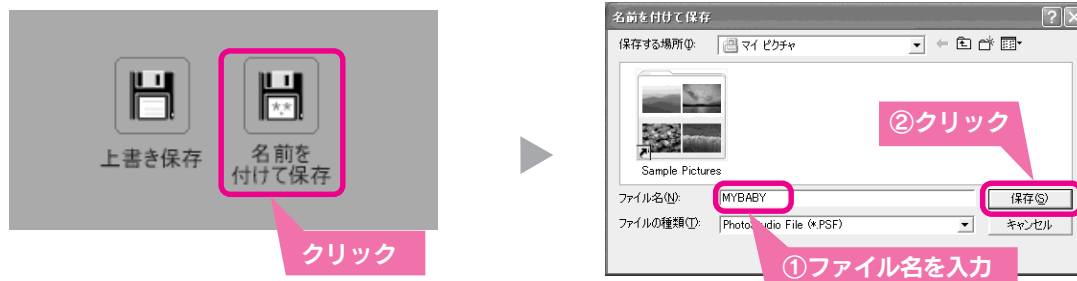 上書き保存
名前を
付けて保存
クリック
名前を付けて保存
保存する場所(I):
マイ ピクチャ
Sample Pictures
②クリック
ファイル名(N):
MYBABY
保存(S)
ファイルの種類(T):
PhotoStudio File (*.PSF)
キャンセル
①ファイル名を入力